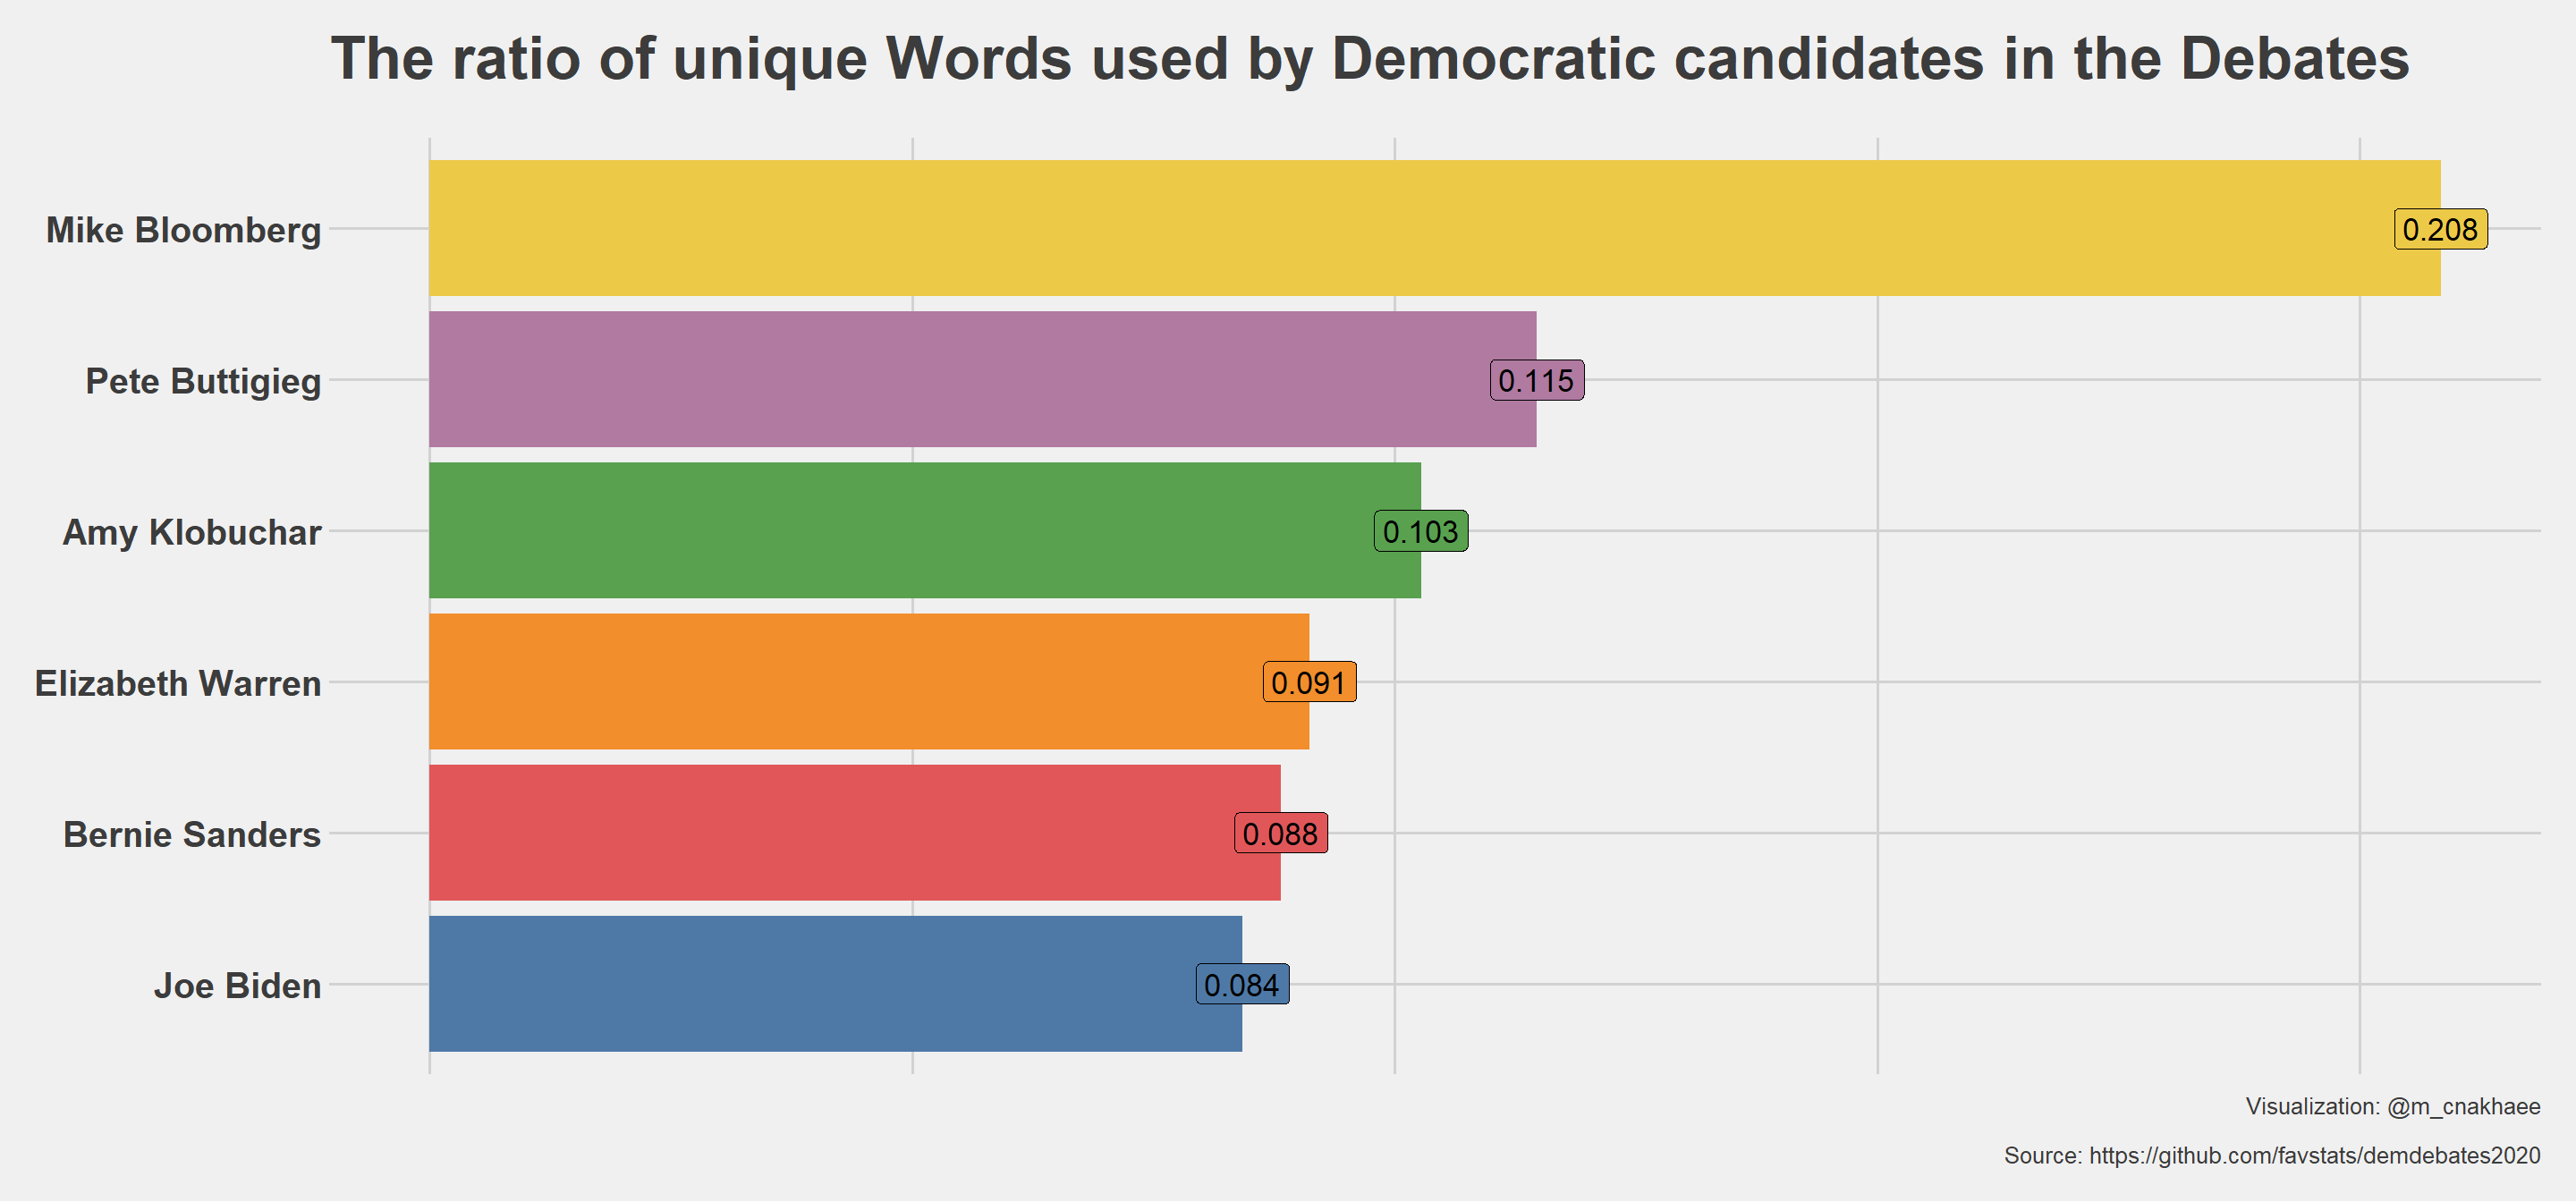 The ratio of unique Words used by Democratic candidates in the Debates
Mike Bloomberg
0.208
Pete Buttigieg
0.115
Amy Klobuchar
0.103
Elizabeth Warren
0.091
Bernie Sanders
0.088
Joe Biden
0.084
Visualization: @m_cnakhaee
Source: https://github.com/favstats/demdebates2020